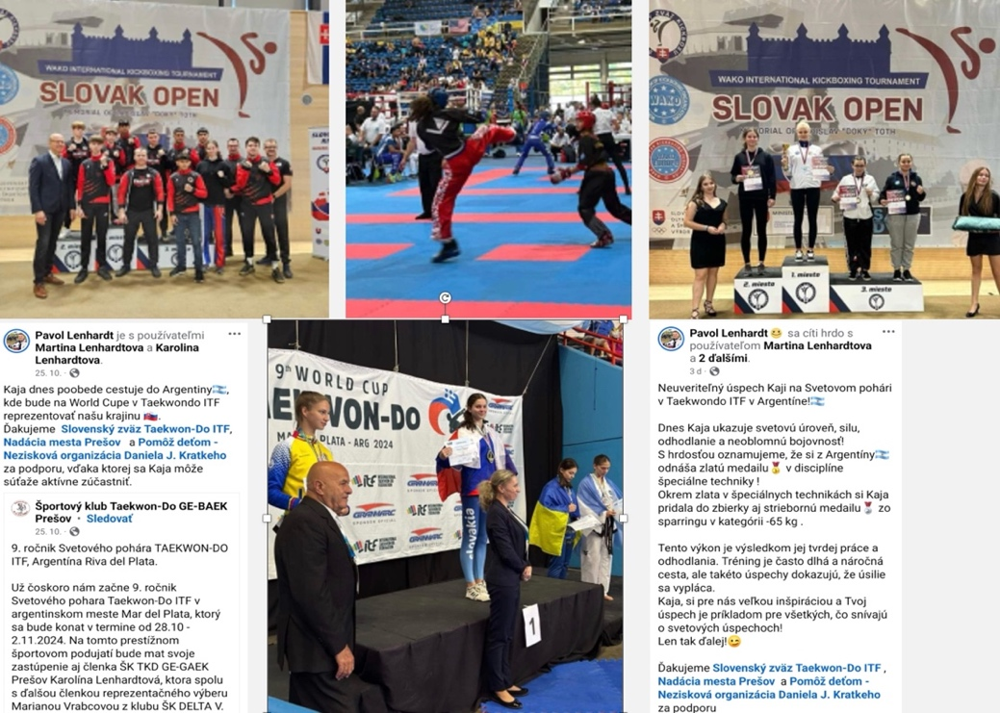 WAKO INTERNATIONAL KICKBOXING TOURNAMENT
SLOVAK OPEN
"DOKY" TOTH
2. miesto
WAKO INTERNATIONAL KICKBOXING TOURNAMENT
SLOVAK OPEN
MEMORIAL OF "DOKY" TOTH
WAKO
1. miesto
2. miesto
3. miesto
Pavol Lenhardt je s používateľmi
Martina Lenhardtova a Karolina
Lenhardtova.
25. 10. ·
Kaja dnes poobede cestuje do Argentíny🇦🇷,
kde bude na World Cupe v Taekwondo ITF
reprezentovať našu krajinu 🇸🇰.
Ďakujeme Slovenský zväz Taekwon-Do ITF,
Nadácia mesta Prešov a Pomôž deťom -
Nezisková organizácia Daniela J. Kratkeho
za podporu, vďaka ktorej sa Kaja môže
súťaže aktívne zúčastniť.
Športový klub Taekwon-Do GE-BAEK
Prešov · Sledovať
25. 10. ·
9. ročník Svetového pohára TAEKWON-DO
ITF, Argentína Riva del Plata.
Už čoskoro nám začne 9. ročník
Svetového pohara Taekwon-Do ITF v
argentinskom meste Mar del Plata, ktorý
sa bude konat v termine od 28.10 -
2.11.2024. Na tomto prestížnom
športovom podujatí bude mat svoje
zastúpenie aj členka ŠK TKD GE-GAEK
Prešov Karolína Lenhardtová, ktora spolu
s ďalšou členkou reprezentačného výberu
Marianou Vrabcovou z klubu ŠK DELTA V.
9th WORLD CUP
AEKWON-DO
PLATA - ARG 2024
itf
GRANMARC
SPONSOR OFICIAL
slovakia
1
Pavol Lenhardt 😀 sa cíti hrdo s
používateľom Martina Lenhardtova
a 2 ďalšími.
3 d ·
Neuveriteľný úspech Kaji na Svetovom pohári
v Taekwondo ITF v Argentíne!🇦🇷
Dnes Kaja ukazuje svetovú úroveň, silu,
odhodlanie a neoblomnú bojovnosť!
S hrdosťou oznamujeme, že si z Argentíny🇦🇷
odnáša zlatú medailu🥇 v disciplíne
špeciálne techniky !
Okrem zlata v špeciálnych technikách si Kaja
pridala do zbierky aj striebornú medailu🥈 zo
sparringu v kategórii -65 kg .
Tento výkon je výsledkom jej tvrdej práce a
odhodlania. Tréning je často dlhá a náročná
cesta, ale takéto úspechy dokazujú, že úsilie
sa vypláca.
Kaja, si pre nás veľkou inšpiráciou a Tvoj
úspech je príkladom pre všetkých, čo snívajú
o svetových úspechoch!
Len tak ďalej!😉
Ďakujeme Slovenský zväz Taekwon-Do ITF ,
Nadácia mesta Prešov a Pomôž deťom -
Nezisková organizácia Daniela J. Kratkeho
za podporu